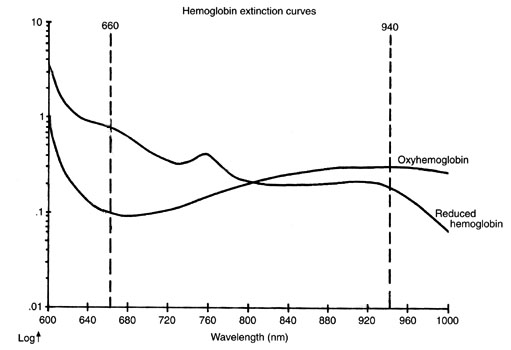 Hemoglobin extinction curves
660
940
10
1
.1
.01
Oxyhemoglobin
Reduced
hemoglobin
600 640 680 720 760 800 840 880 920 960 1000
Log↑
Wavelength (nm)